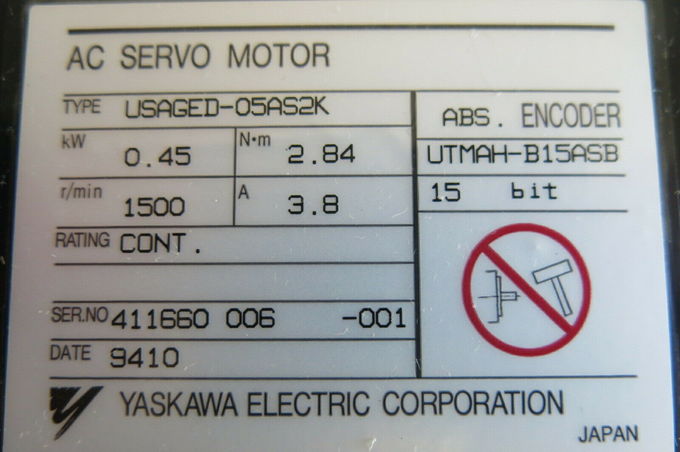 AC SERVO MOTOR
TYPE USAGED-05AS2K
kW 0.45 N·m 2.84
r/min 1500 A 3.8
RATING CONT.
SER.NO 411660 006 -001
DATE 9410
ABS. ENCODER
UTMAH-B15ASB
15 bit
YASKAWA ELECTRIC CORPORATION
JAPAN